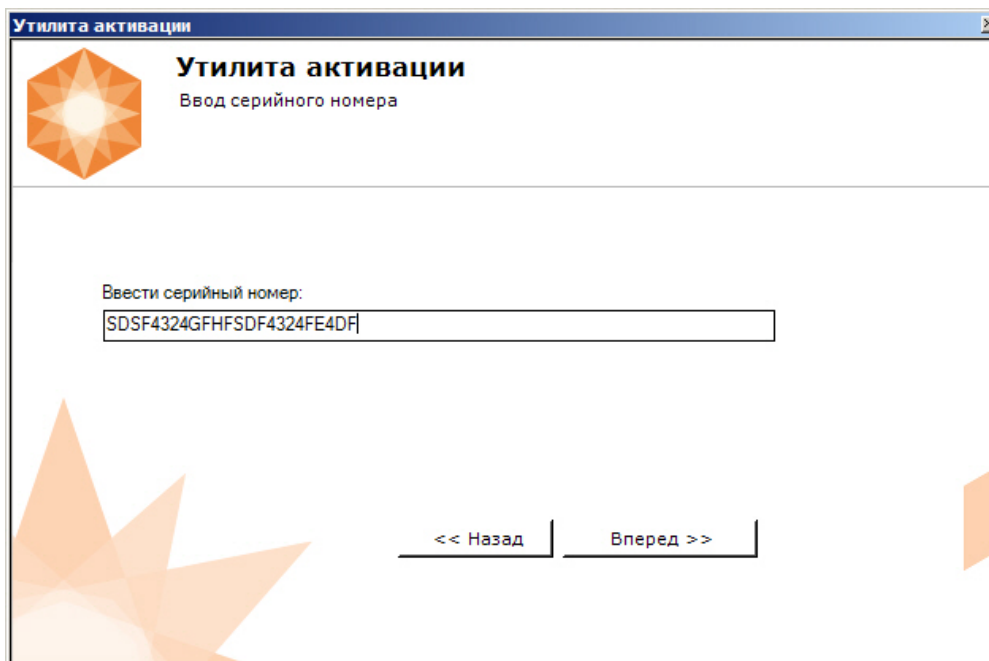 Утилита активации
Утилита активации
Ввод серийного номера
Ввести серийный номер:
SDSF4324GFHFSDF4324FE4DF
<< Назад
Вперед >>